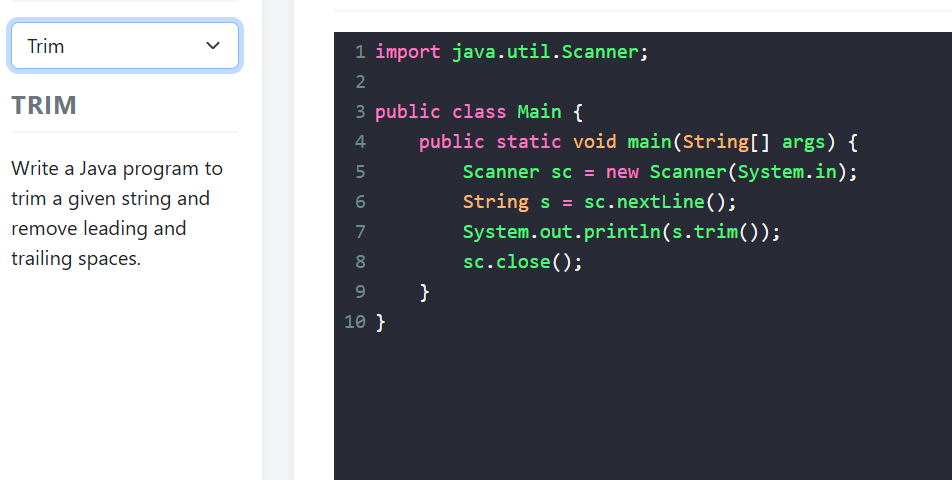 Trim
TRIM
Write a Java program to
trim a given string and
remove leading and
trailing spaces.
1 import java.util.Scanner;
2
3 public class Main {
4     public static void main(String[] args) {
5         Scanner sc = new Scanner(System.in);
6         String s = sc.nextLine();
7         System.out.println(s.trim());
8         sc.close();
9     }
10 }